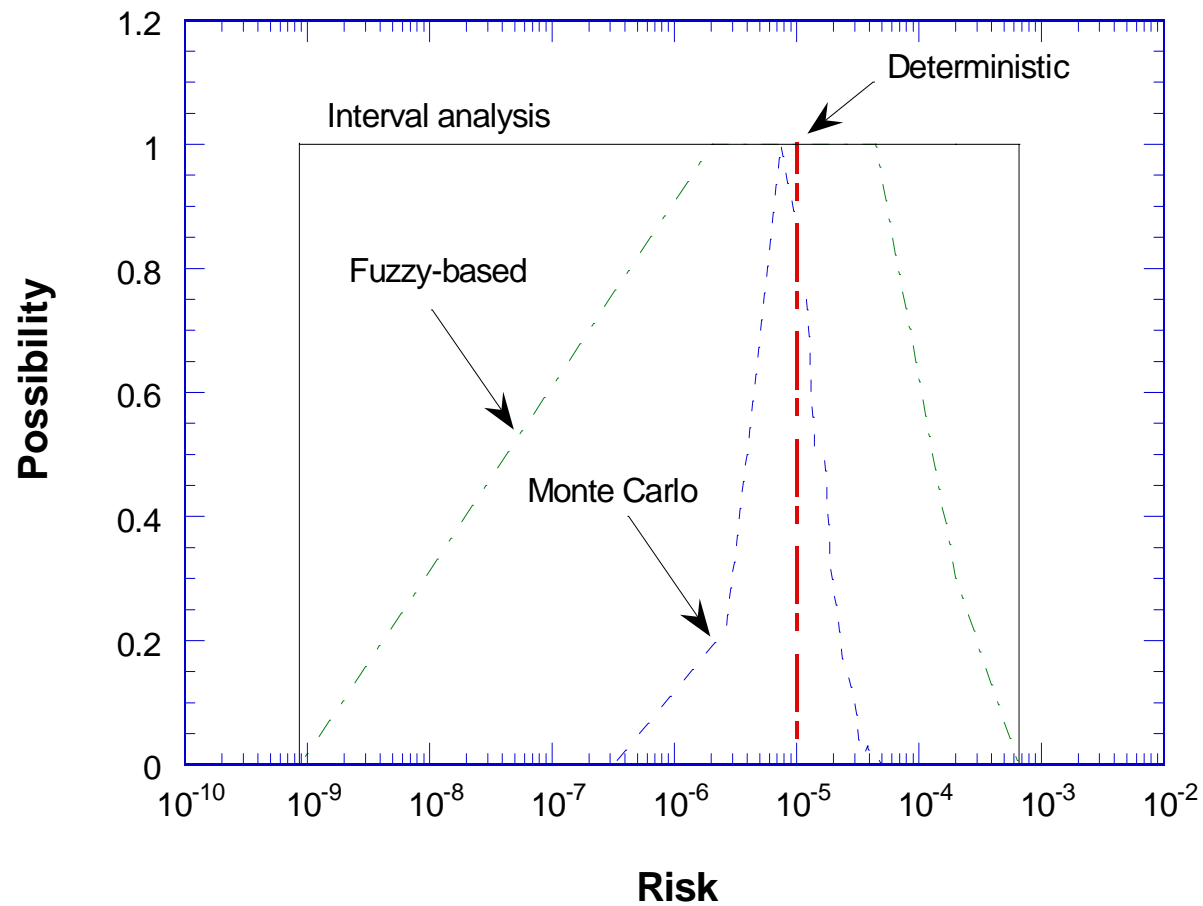 1.2
Deterministic
Interval analysis
1
0.8
Fuzzy-based
Possibility
0.6
Monte Carlo
0.4
0.2
0
10-10 10-9 10-8 10-7 10-6 10-5 10-4 10-3 10-2
Risk